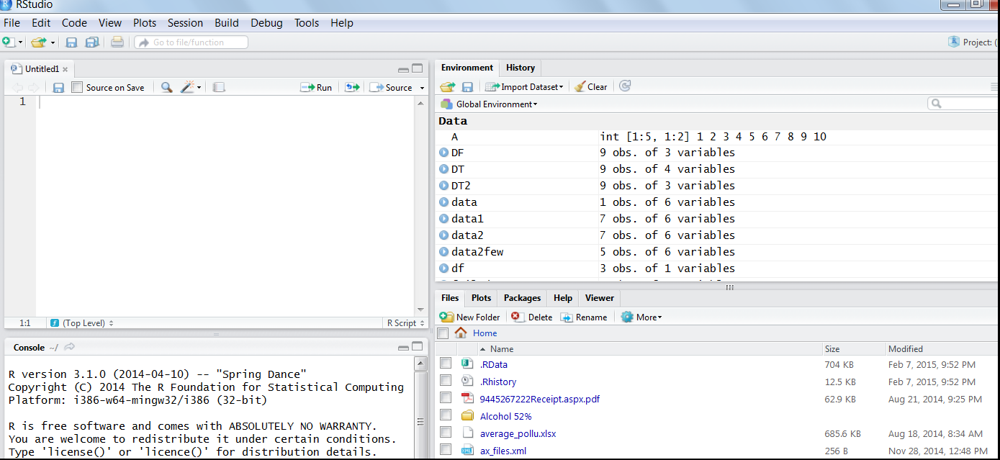 RStudio
File Edit Code View Plots Session Build Debug Tools Help
Go to file/function
Project: (
Untitled1
Source on Save Run Source
1
1:1 (Top Level) R Script
Console ~/
R version 3.1.0 (2014-04-10) -- "Spring Dance"
Copyright (C) 2014 The R Foundation for Statistical Computing
Platform: i386-w64-mingw32/i386 (32-bit)
R is free software and comes with ABSOLUTELY NO WARRANTY.
You are welcome to redistribute it under certain conditions.
Type 'license()' or 'licence()' for distribution details.
Environment History
Import Dataset Clear
Global Environment
Data
A int [1:5, 1:2] 1 2 3 4 5 6 7 8 9 10
DF 9 obs. of 3 variables
DT 9 obs. of 4 variables
DT2 9 obs. of 3 variables
data 1 obs. of 6 variables
data1 7 obs. of 6 variables
data2 7 obs. of 6 variables
data2few 5 obs. of 6 variables
df 3 obs. of 1 variables
Files Plots Packages Help Viewer
New Folder Delete Rename More
Home
Name Size Modified
.RData 704 KB Feb 7, 2015, 9:52 PM
.Rhistory 12.5 KB Feb 7, 2015, 9:52 PM
9445267222Receipt.aspx.pdf 62.9 KB Aug 21, 2014, 9:25 PM
Alcohol 52%
average_pollu.xlsx 685.6 KB Aug 18, 2014, 8:34 AM
ax_files.xml 256 B Nov 28, 2014, 12:48 PM